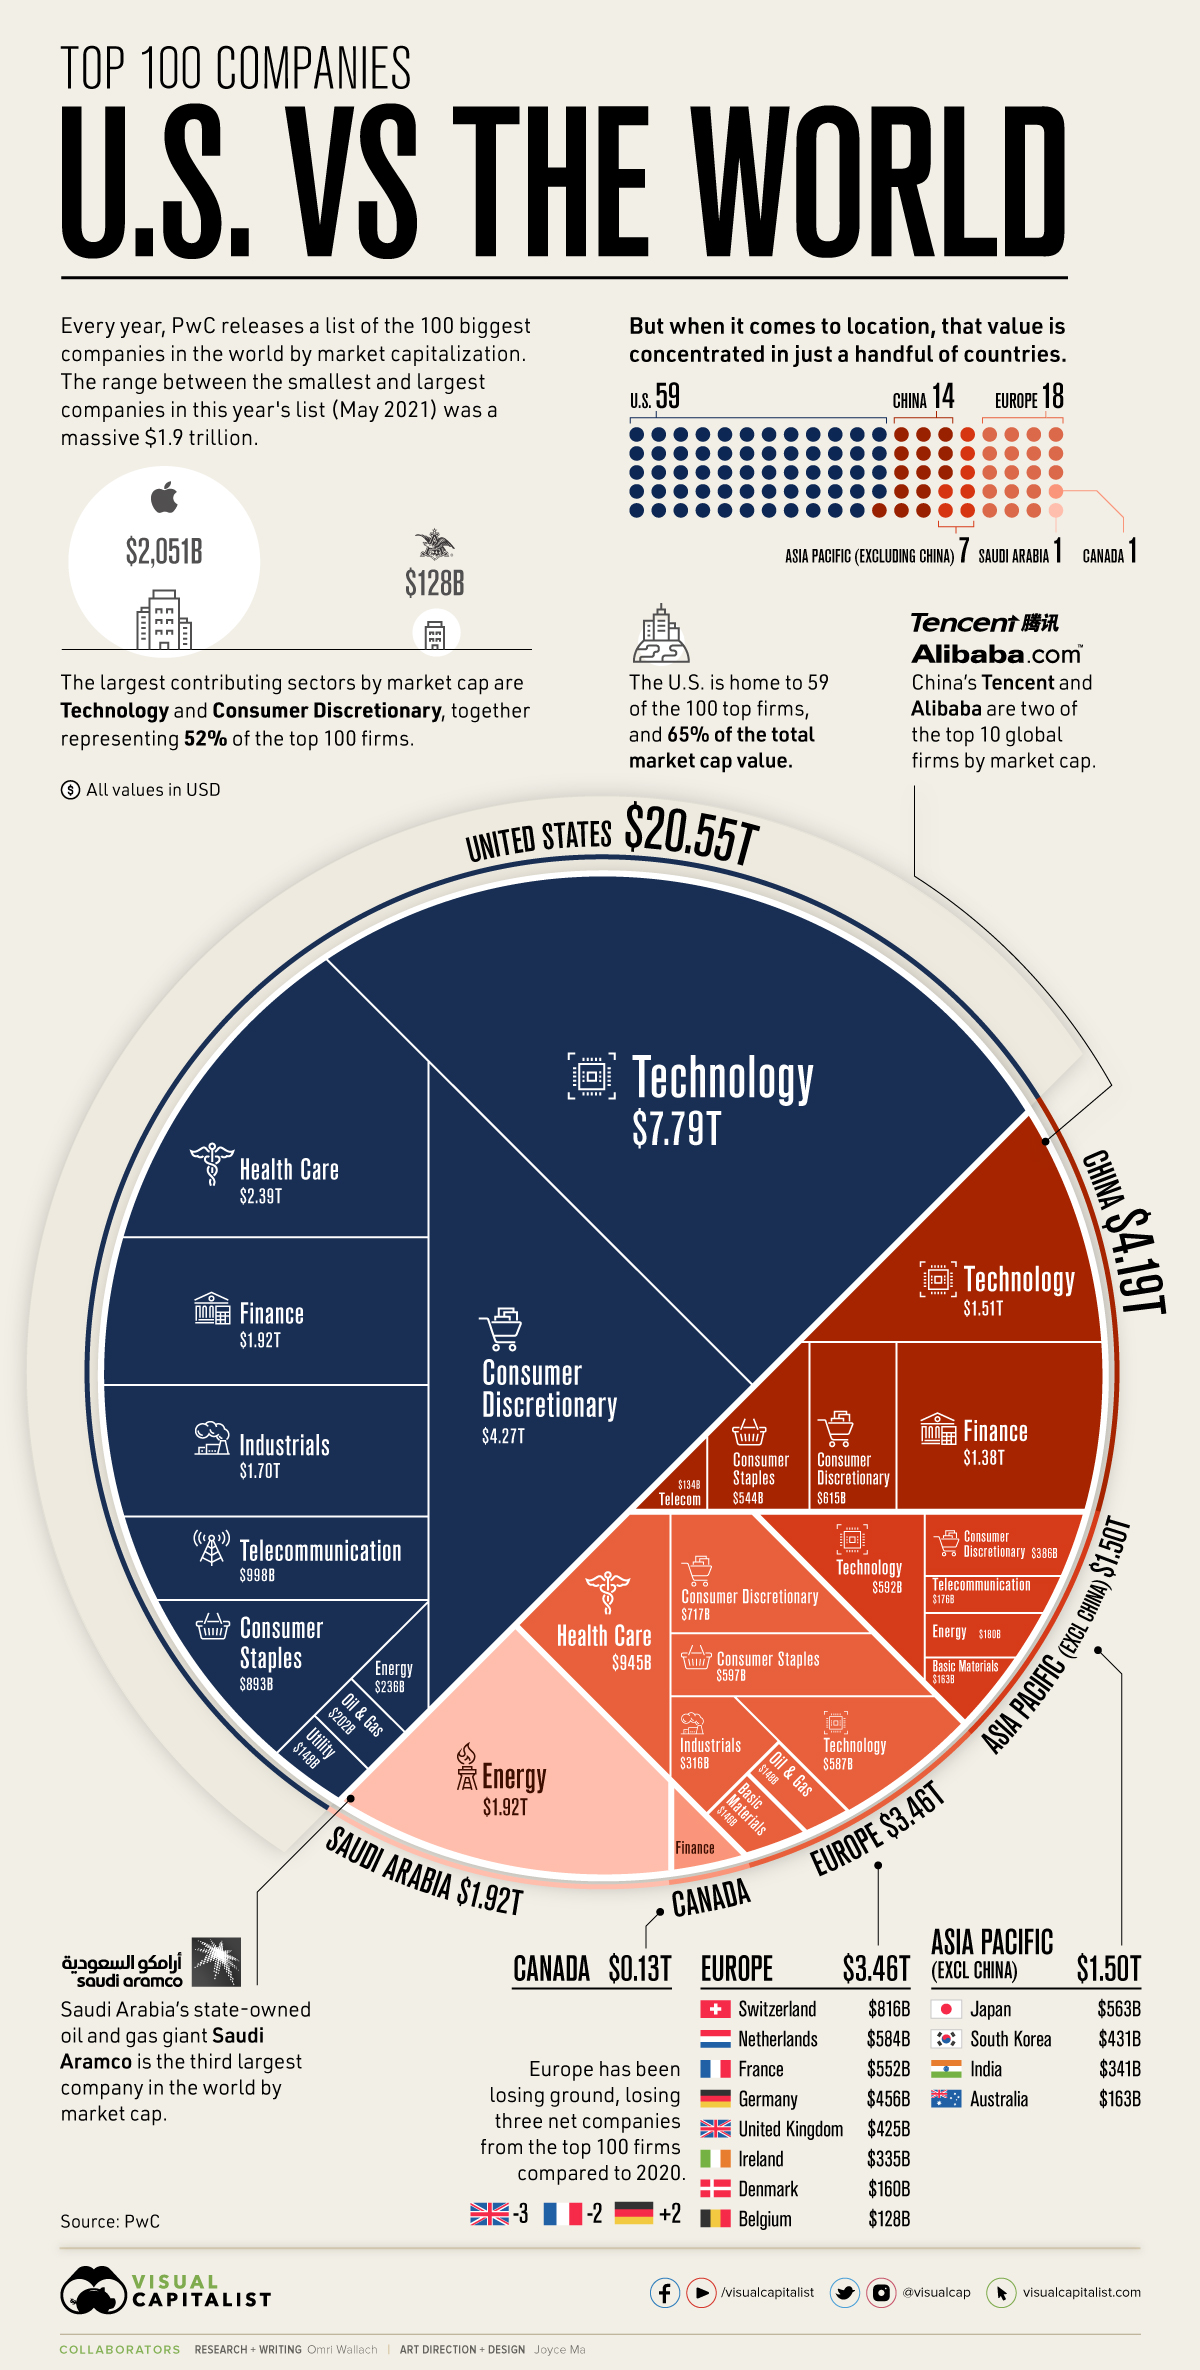 TOP 100 COMPANIES
U.S. VS THE WORLD
Every year, PwC releases a list of the 100 biggest
companies in the world by market capitalization.
The range between the smallest and largest
companies in this year's list (May 2021) was a
massive $1.9 trillion.
$2,051B
$128B
The largest contributing sectors by market cap are
Technology and Consumer Discretionary, together
representing 52% of the top 100 firms.
All values in USD
But when it comes to location, that value is
concentrated in just a handful of countries.
U.S. 59
CHINA 14
EUROPE 18
ASIA PACIFIC (EXCLUDING CHINA) 7
SAUDI ARABIA 1
CANADA 1
The U.S. is home to 59
of the 100 top firms,
and 65% of the total
market cap value.
Tencent 腾讯
Alibaba.com™
China's Tencent and
Alibaba are two of
the top 10 global
firms by market cap.
UNITED STATES $20.55T
Technology
$7.79T
Health Care
$2.39T
Finance
$1.92T
Industrials
$1.70T
Telecommunication
$998B
Consumer
Staples
$893B
Energy
$236B
Oil & Gas
$202B
Utility
$148B
Consumer
Discretionary
$4.27T
CHINA $4.19T
Technology
$1.51T
Finance
$1.38T
Consumer
Discretionary
$615B
Consumer
Staples
$544B
$134B
Telecom
ASIA PACIFIC (EXCL CHINA) $1.50T
Technology
$592B
Consumer
Discretionary $386B
Telecommunication
$176B
Energy $180B
Basic Materials
$163B
EUROPE $3.46T
Health Care
$945B
Consumer Discretionary
$717B
Consumer Staples
$597B
Industrials
$316B
Technology
$587B
Oil & Gas
$148B
Basic
Materials
$146B
CANADA
Finance
SAUDI ARABIA $1.92T
Energy
$1.92T
أرامكو السعودية
saudi aramco
Saudi Arabia's state-owned
oil and gas giant Saudi
Aramco is the third largest
company in the world by
market cap.
CANADA $0.13T
Europe has been
losing ground, losing
three net companies
from the top 100 firms
compared to 2020.
-3
-2
+2
EUROPE $3.46T
Switzerland $816B
Netherlands $584B
France $552B
Germany $456B
United Kingdom $425B
Ireland $335B
Denmark $160B
Belgium $128B
ASIA PACIFIC
(EXCL CHINA) $1.50T
Japan $563B
South Korea $431B
India $341B
Australia $163B
Source: PwC
VISUAL
CAPITALIST
/visualcapitalist
@visualcap
visualcapitalist.com
COLLABORATORS RESEARCH + WRITING Omri Wallach | ART DIRECTION + DESIGN Joyce Ma